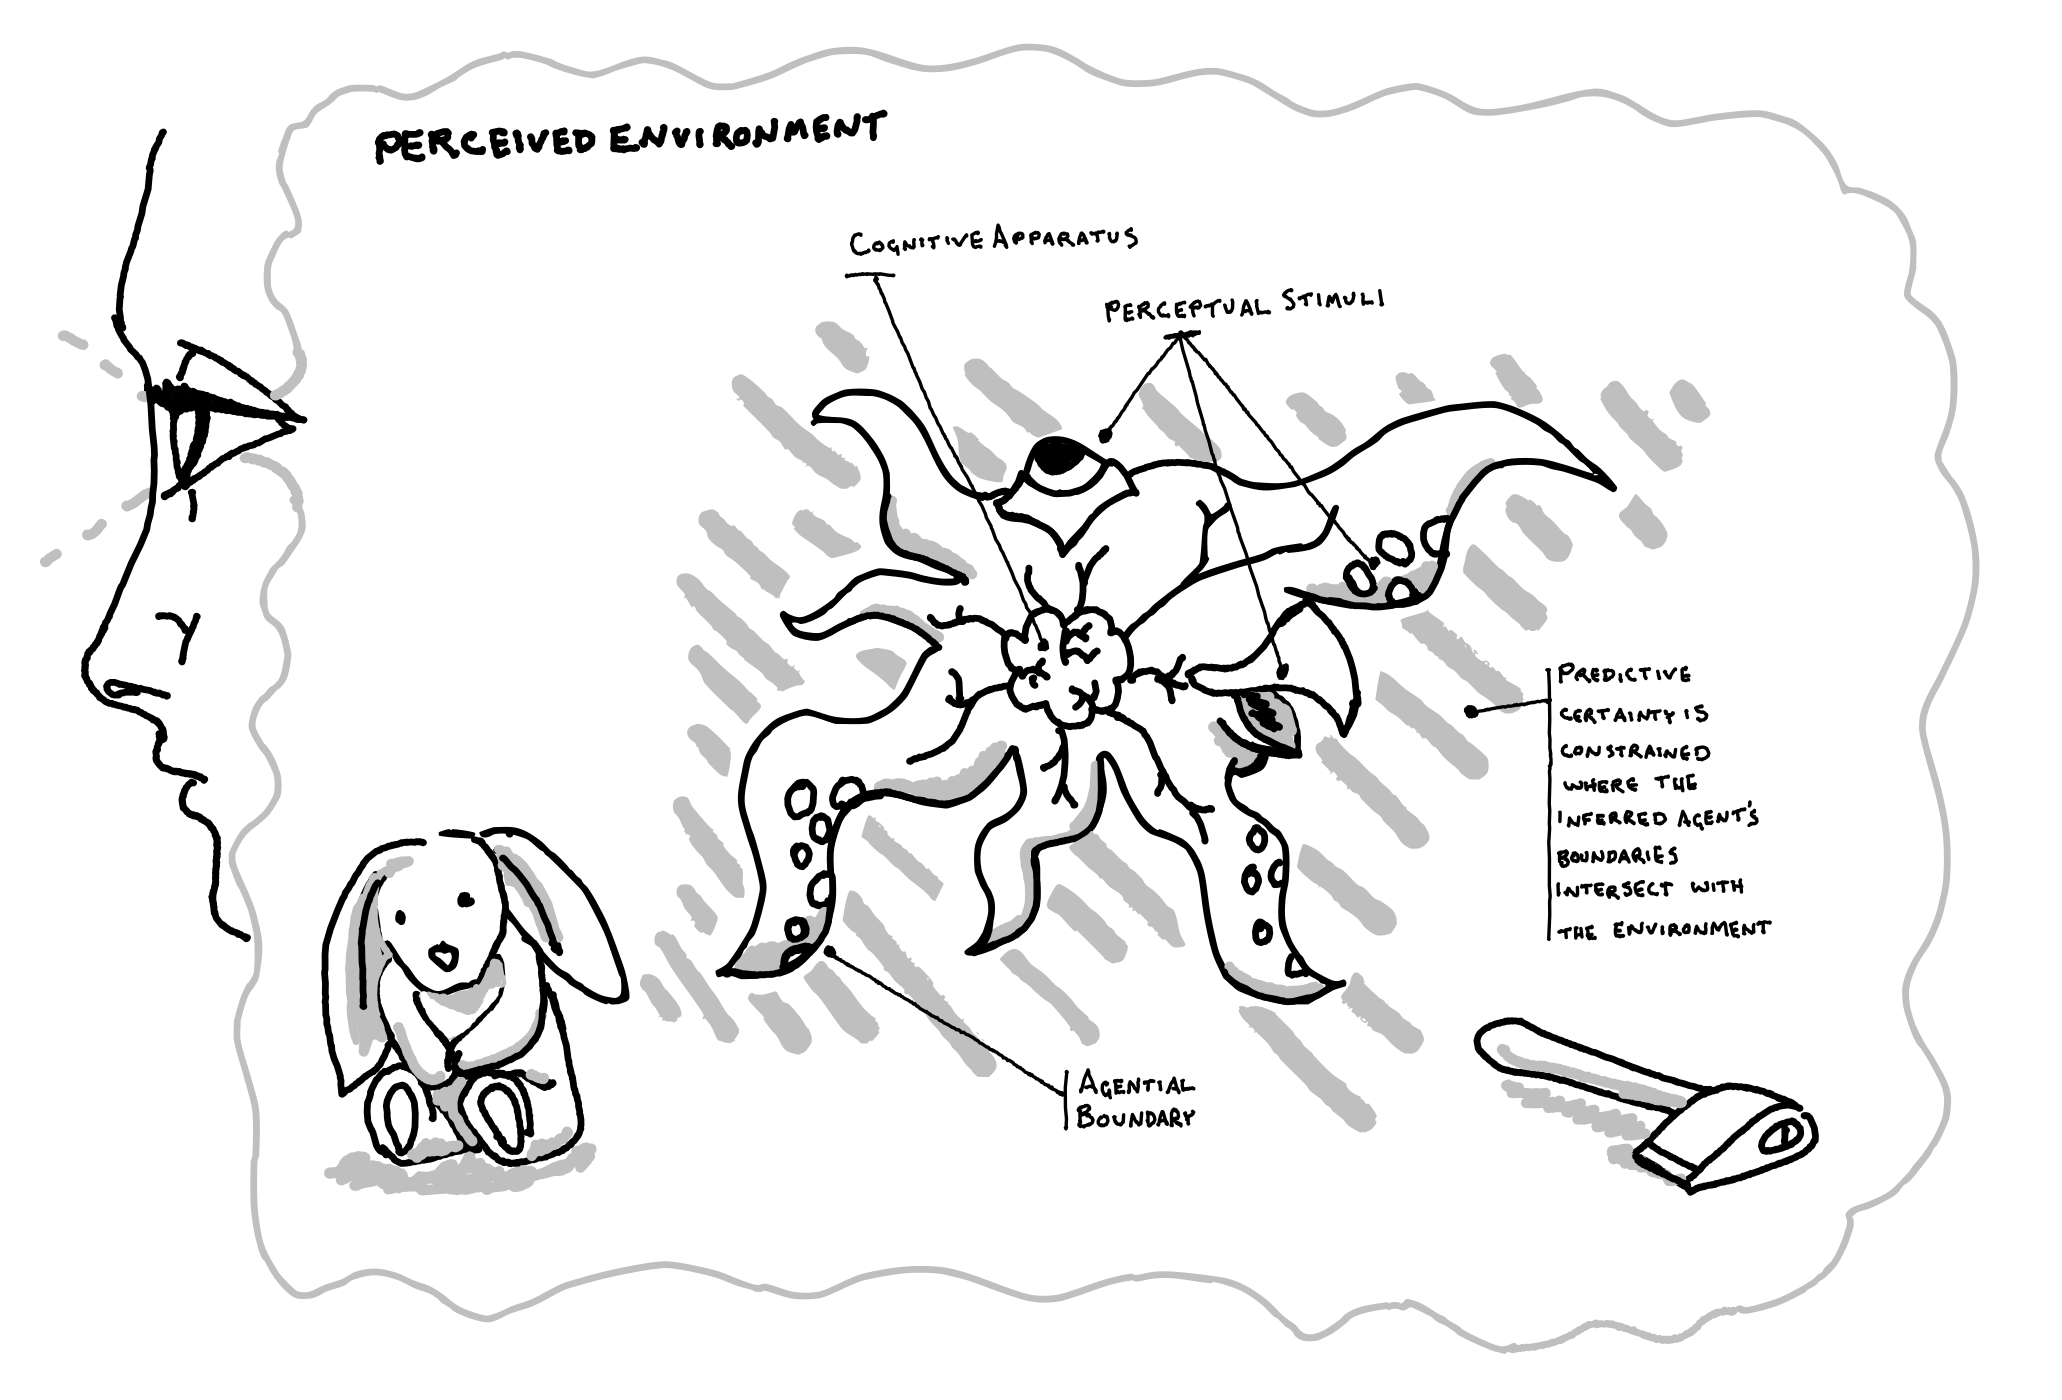 PERCEIVED ENVIRONMENT
COGNITIVE APPARATUS
PERCEPTUAL STIMULI
PREDICTIVE
CERTAINTY IS
CONSTRAINED
WHERE THE
INFERRED AGENT'S
BOUNDARIES
INTERSECT WITH
THE ENVIRONMENT
AGENTIAL
BOUNDARY